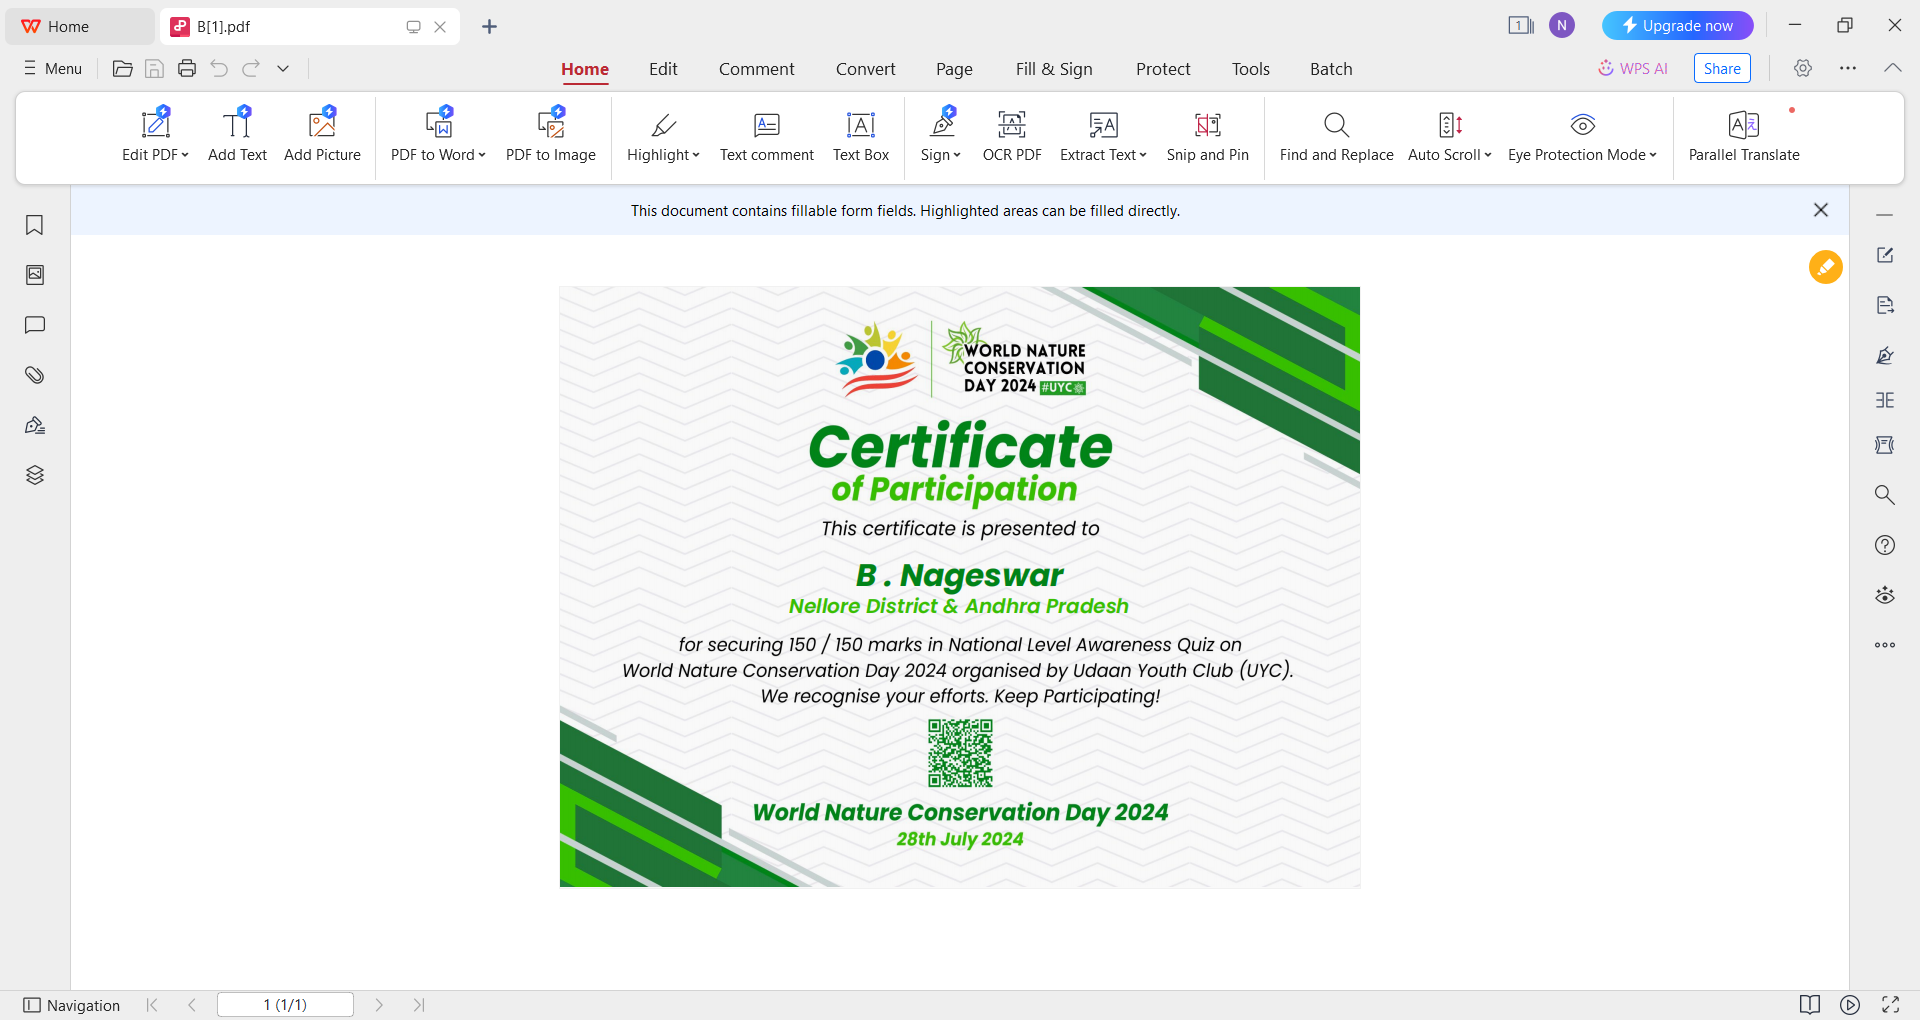 Home
B[1].pdf
1
N
Upgrade now
Menu
Home
Edit
Comment
Convert
Page
Fill & Sign
Protect
Tools
Batch
WPS AI
Share
Edit PDF
Add Text
Add Picture
PDF to Word
PDF to Image
Highlight
Text comment
Text Box
Sign
OCR PDF
Extract Text
Snip and Pin
Find and Replace
Auto Scroll
Eye Protection Mode
Parallel Translate
This document contains fillable form fields. Highlighted areas can be filled directly.
WORLD NATURE
CONSERVATION
DAY 2024 #UYC
Certificate
of Participation
This certificate is presented to
B . Nageswar
Nellore District & Andhra Pradesh
for securing 150 / 150 marks in National Level Awareness Quiz on
World Nature Conservation Day 2024 organised by Udaan Youth Club (UYC).
We recognise your efforts. Keep Participating!
World Nature Conservation Day 2024
28th July 2024
Navigation
1 (1/1)